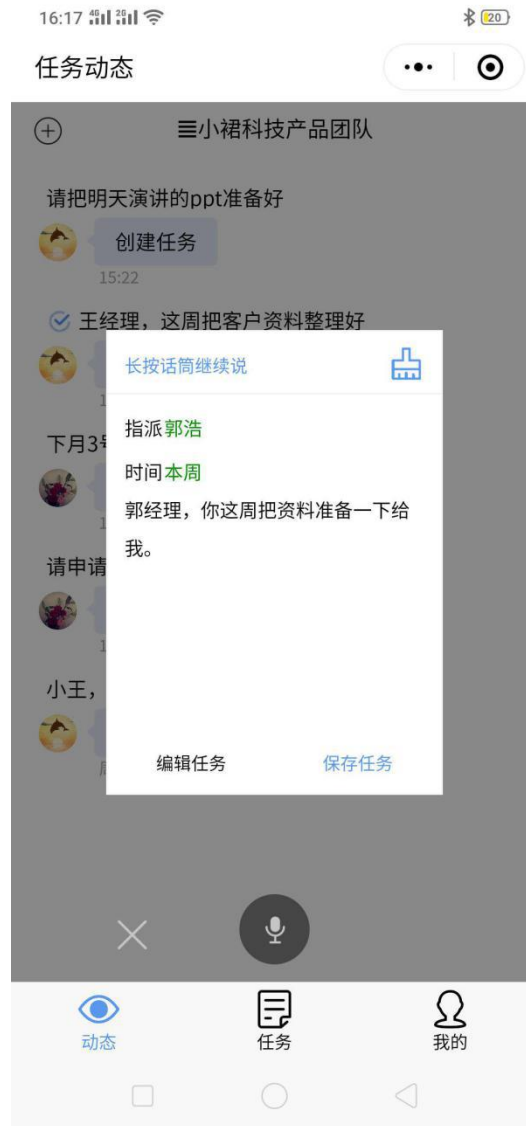 16:17 4G 2G 20
任务动态
小裙科技产品团队
请把明天演讲的ppt准备好
创建任务
15:22
王经理，这周把客户资料整理好
长按话筒继续说
指派郭浩
下月3号
时间本周
郭经理，你这周把资料准备一下给
我。
请申请
小王，
编辑任务
保存任务
动态
任务
我的